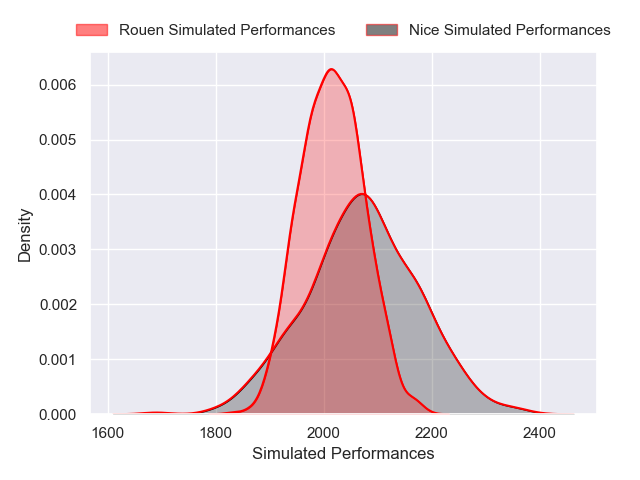 Rouen Simulated Performances Nice Simulated Performances
0.006
0.005
0.004
0.003
0.002
0.001
0.000
Density
1600 1800 2000 2200 2400
Simulated Performances